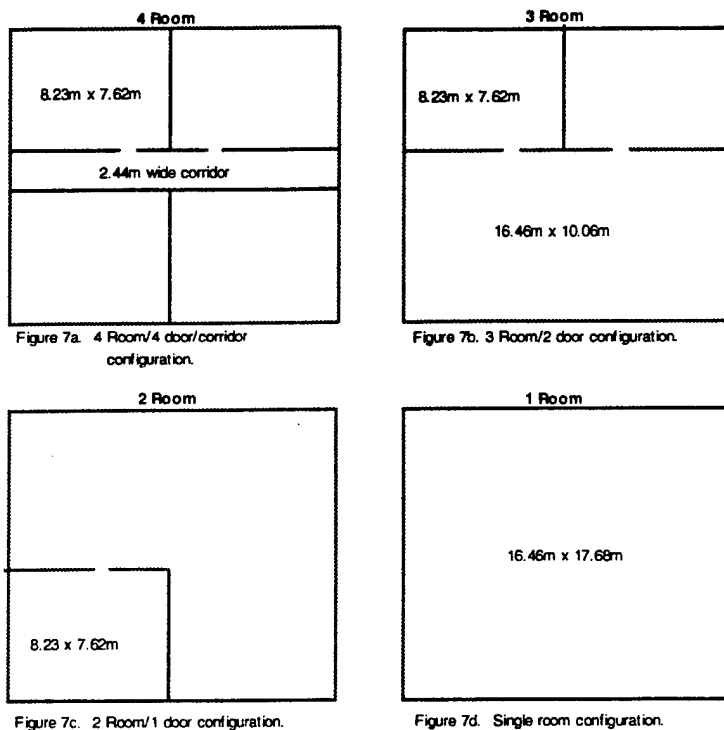 4 Room
8.23m x 7.62m
2.44m wide corridor
Figure 7a. 4 Room/4 door/corridor
configuration.
3 Room
8.23m x 7.62m
16.46m x 10.06m
Figure 7b. 3 Room/2 door configuration.
2 Room
8.23 x 7.62m
Figure 7c. 2 Room/1 door configuration.
1 Room
16.46m x 17.68m
Figure 7d. Single room configuration.